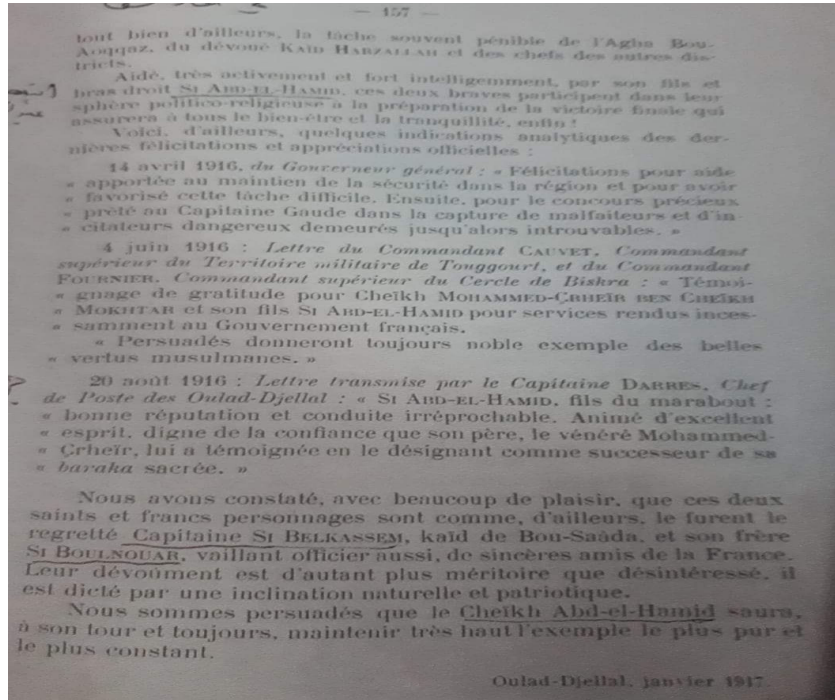 — 157 —
tout bien d'ailleurs, la tâche souvent pénible de l'Agha Bou-
Aoqqaz, du dévoué KAÏD HARZALLAH et des chefs des autres dis-
tricts.
Aidé, très activement et fort intelligemment, par son fils et
bras droit SI ABD-EL-HAMID, ces deux braves participent dans leur
sphère politico-religieuse à la préparation de la victoire finale qui
assurera à tous le bien-être et la tranquillité, enfin !
Voici, d'ailleurs, quelques indications analytiques des der-
nières félicitations et appréciations officielles :
14 avril 1916, du Gouverneur général : « Félicitations pour aide
« apportée au maintien de la sécurité dans la région et pour avoir
« favorisé cette tâche difficile. Ensuite, pour le concours précieux
« prêté au Capitaine Gaude dans la capture de malfaiteurs et d'in-
« citateurs dangereux demeurés jusqu'alors introuvables. »
4 juin 1916 : Lettre du Commandant CAUVET, Commandant
supérieur du Territoire militaire de Touggourt, et du Commandant
FOURNIER, Commandant supérieur du Cercle de Biskra : « Témoi-
« gnage de gratitude pour Cheïkh MOHAMMED-ÇRHEÏR BEN CHEÏKH
« MOKHTAR et son fils SI ABD-EL-HAMID pour services rendus inces-
« samment au Gouvernement français.
« Persuadés donneront toujours noble exemple des belles
« vertus musulmanes. »
20 août 1916 : Lettre transmise par le Capitaine DARRES, Chef
de Poste des Oulad-Djellal : « SI ABD-EL-HAMID, fils du marabout :
« bonne réputation et conduite irréprochable. Animé d'excellent
« esprit, digne de la confiance que son père, le vénéré Mohammed-
« Çrheïr, lui a témoignée en le désignant comme successeur de sa
« baraka sacrée. »
Nous avons constaté, avec beaucoup de plaisir, que ces deux
saints et francs personnages sont comme, d'ailleurs, le furent le
regretté Capitaine SI BELKASSEM, kaïd de Bou-Saâda, et son frère
SI BOULNOUAR, vaillant officier aussi, de sincères amis de la France.
Leur dévoûment est d'autant plus méritoire que désintéressé, il
est dicté par une inclination naturelle et patriotique.
Nous sommes persuadés que le Cheïkh Abd-el-Hamid saura,
à son tour et toujours, maintenir très haut l'exemple le plus pur et
le plus constant.
Oulad-Djellal, janvier 1917.